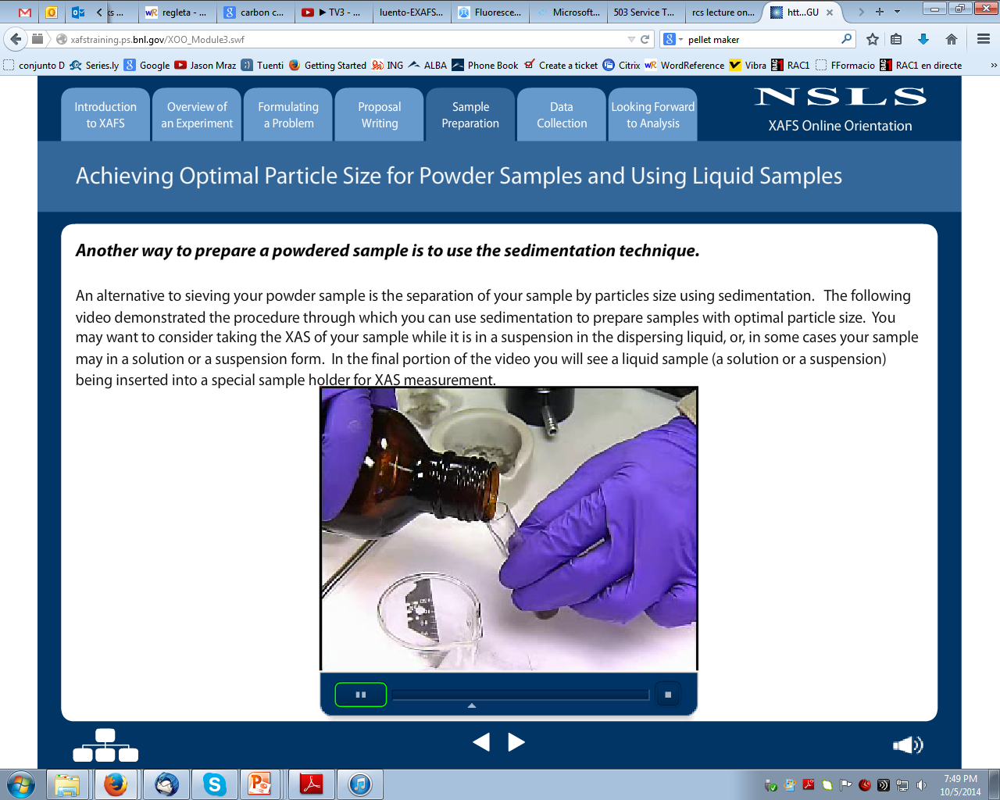 cs ...
regleta - ...
carbon c...
▶ TV3 - ...
luento-EXAFS...
Fluoresce...
Microsoft...
503 Service T...
rcs lecture on...
htt...GU
xafstraining.ps.bnl.gov/XOO_Module3.swf
pellet maker
conjunto D
Series.ly
Google
Jason Mraz
Tuenti
Getting Started
ING
ALBA
Phone Book
Create a ticket
Citrix
WordReference
Vibra
RAC1
FFormacio
RAC1 en directe
Introduction
to XAFS
Overview of
an Experiment
Formulating
a Problem
Proposal
Writing
Sample
Preparation
Data
Collection
Looking Forward
to Analysis
NSLS
XAFS Online Orientation
Achieving Optimal Particle Size for Powder Samples and Using Liquid Samples
Another way to prepare a powdered sample is to use the sedimentation technique.
An alternative to sieving your powder sample is the separation of your sample by particles size using sedimentation. The following
video demonstrated the procedure through which you can use sedimentation to prepare samples with optimal particle size. You
may want to consider taking the XAS of your sample while it is in a suspension in the dispersing liquid, or, in some cases your sample
may in a solution or a suspension form. In the final portion of the video you will see a liquid sample (a solution or a suspension)
being inserted into a special sample holder for XAS measurement.
7:49 PM
10/5/2014